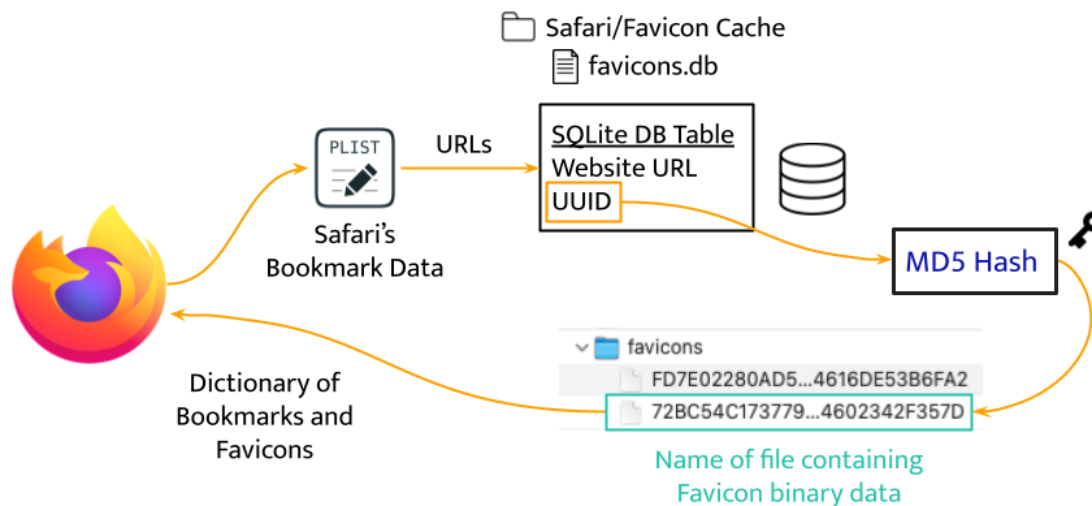 Safari/Favicon Cache
favicons.db
SQLite DB Table
Website URL
UUID
URLs
PLIST
Safari's
Bookmark Data
MD5 Hash
favicons
FD7E02280AD5...4616DE53B6FA2
72BC54C173779...4602342F357D
Dictionary of
Bookmarks and
Favicons
Name of file containing
Favicon binary data